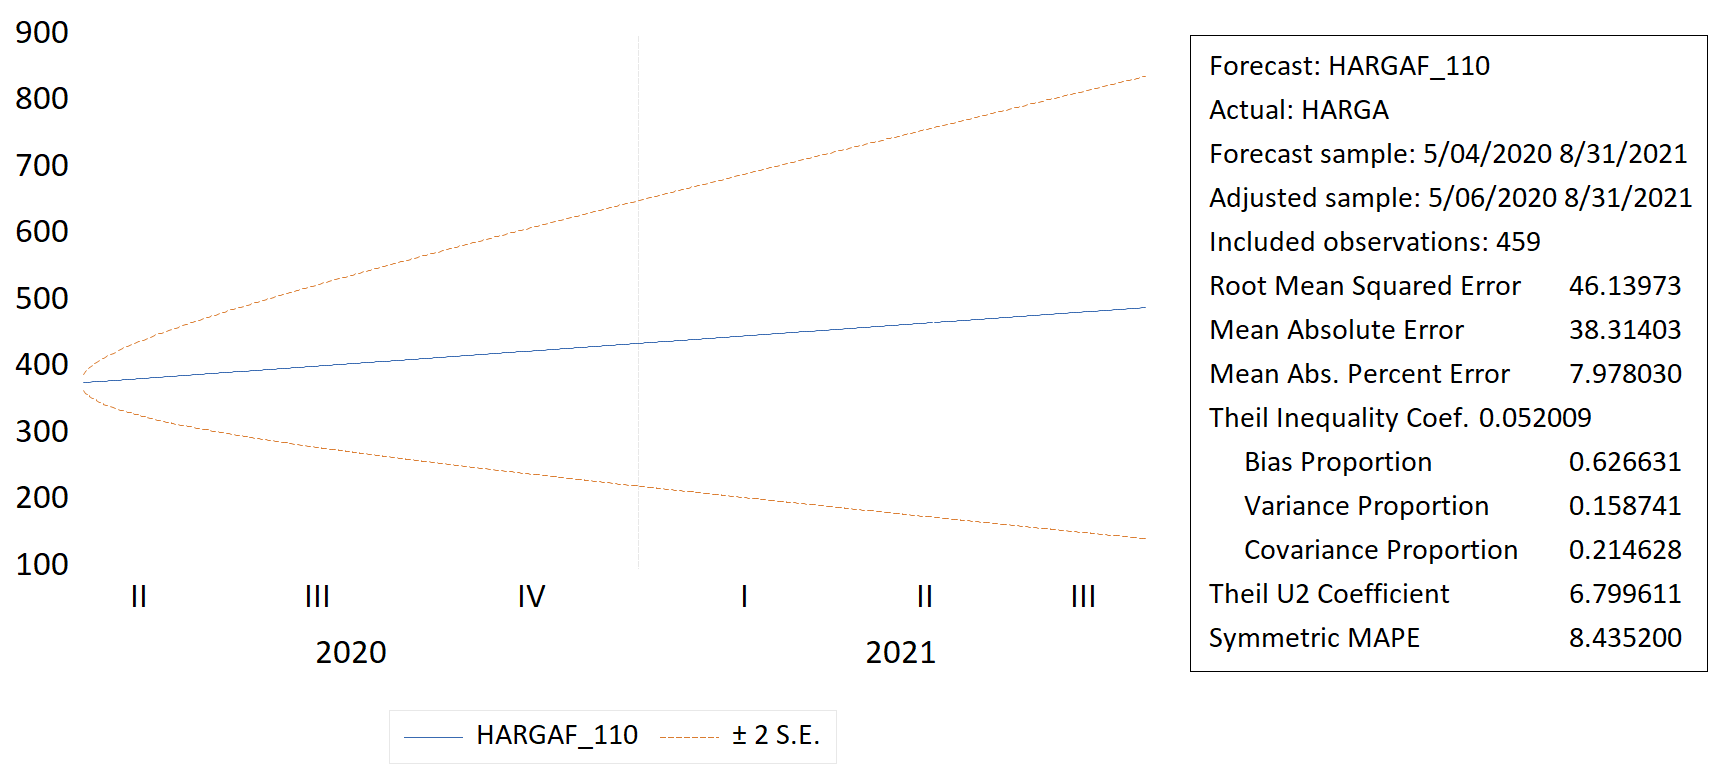 900
800
700
600
500
400
300
200
100
II III IV I II III
2020 2021
HARGAF_110 ± 2 S.E.
Forecast: HARGAF_110
Actual: HARGA
Forecast sample: 5/04/2020 8/31/2021
Adjusted sample: 5/06/2020 8/31/2021
Included observations: 459
Root Mean Squared Error 46.13973
Mean Absolute Error 38.31403
Mean Abs. Percent Error 7.978030
Theil Inequality Coef. 0.052009
Bias Proportion 0.626631
Variance Proportion 0.158741
Covariance Proportion 0.214628
Theil U2 Coefficient 6.799611
Symmetric MAPE 8.435200